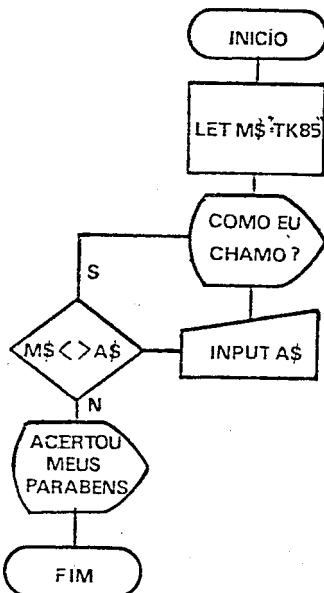 INICIO
LET M$="TK85"
COMO EU
CHAMO ?
S
M$<>A$
INPUT A$
N
ACERTOU
MEUS
PARABENS
FIM